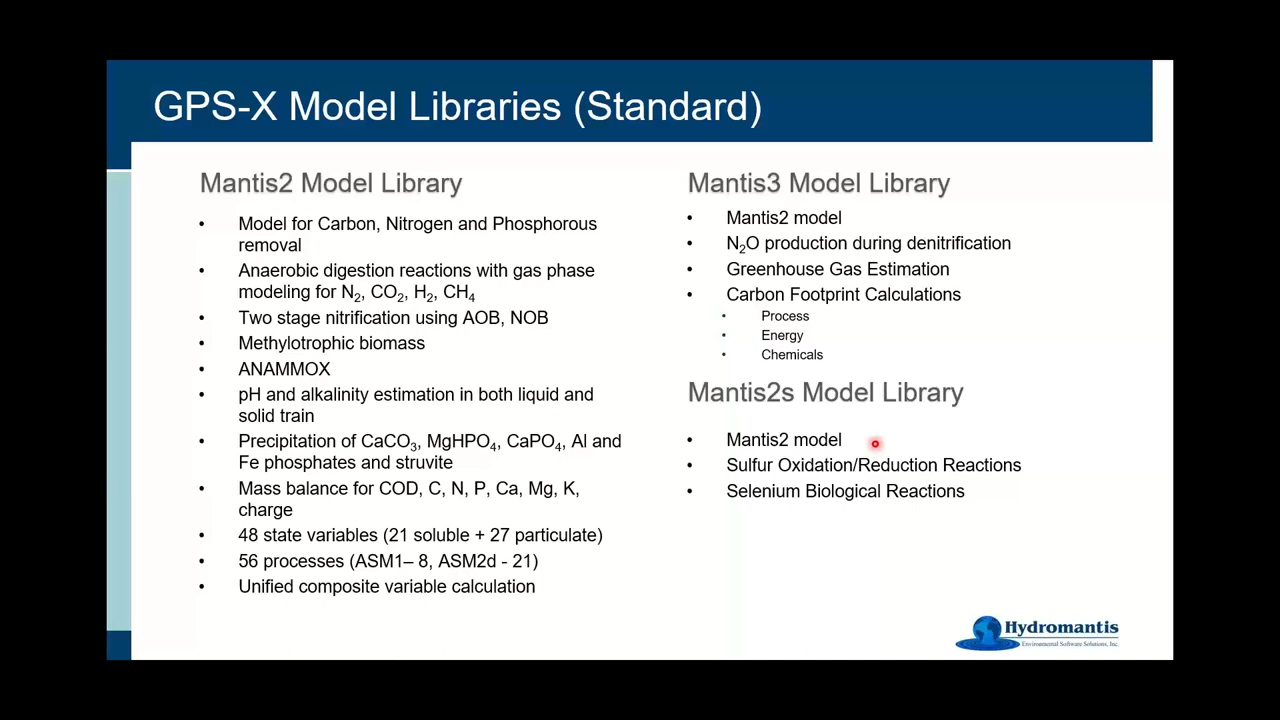 GPS-X Model Libraries (Standard)
Mantis2 Model Library
• Model for Carbon, Nitrogen and Phosphorous
removal
• Anaerobic digestion reactions with gas phase
modeling for N₂, CO₂, H₂, CH₄
• Two stage nitrification using AOB, NOB
• Methylotrophic biomass
• ANAMMOX
• pH and alkalinity estimation in both liquid and
solid train
• Precipitation of CaCO₃, MgHPO₄, CaPO₄, Al and
Fe phosphates and struvite
• Mass balance for COD, C, N, P, Ca, Mg, K,
charge
• 48 state variables (21 soluble + 27 particulate)
• 56 processes (ASM1– 8, ASM2d - 21)
• Unified composite variable calculation
Mantis3 Model Library
• Mantis2 model
• N₂O production during denitrification
• Greenhouse Gas Estimation
• Carbon Footprint Calculations
• Process
• Energy
• Chemicals
Mantis2s Model Library
• Mantis2 model
• Sulfur Oxidation/Reduction Reactions
• Selenium Biological Reactions
Hydromantis
Environmental Software Solutions, Inc.